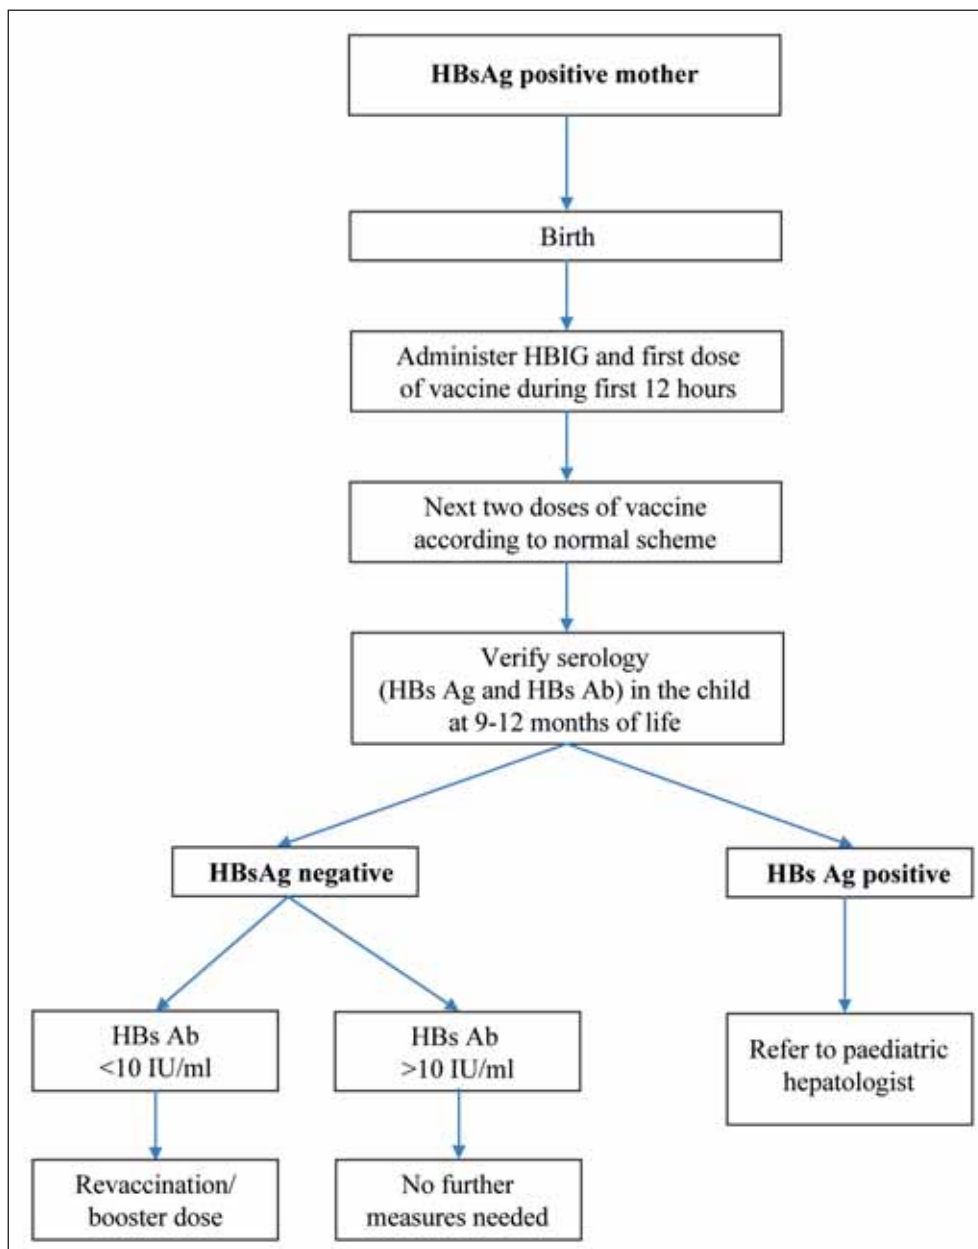 HBsAg positive mother
Birth
Administer HBIG and first dose
of vaccine during first 12 hours
Next two doses of vaccine
according to normal scheme
Verify serology
(HBs Ag and HBs Ab) in the child
at 9-12 months of life
HBsAg negative
HBs Ag positive
HBs Ab
<10 IU/ml
HBs Ab
>10 IU/ml
Refer to paediatric
hepatologist
Revaccination/
booster dose
No further
measures needed